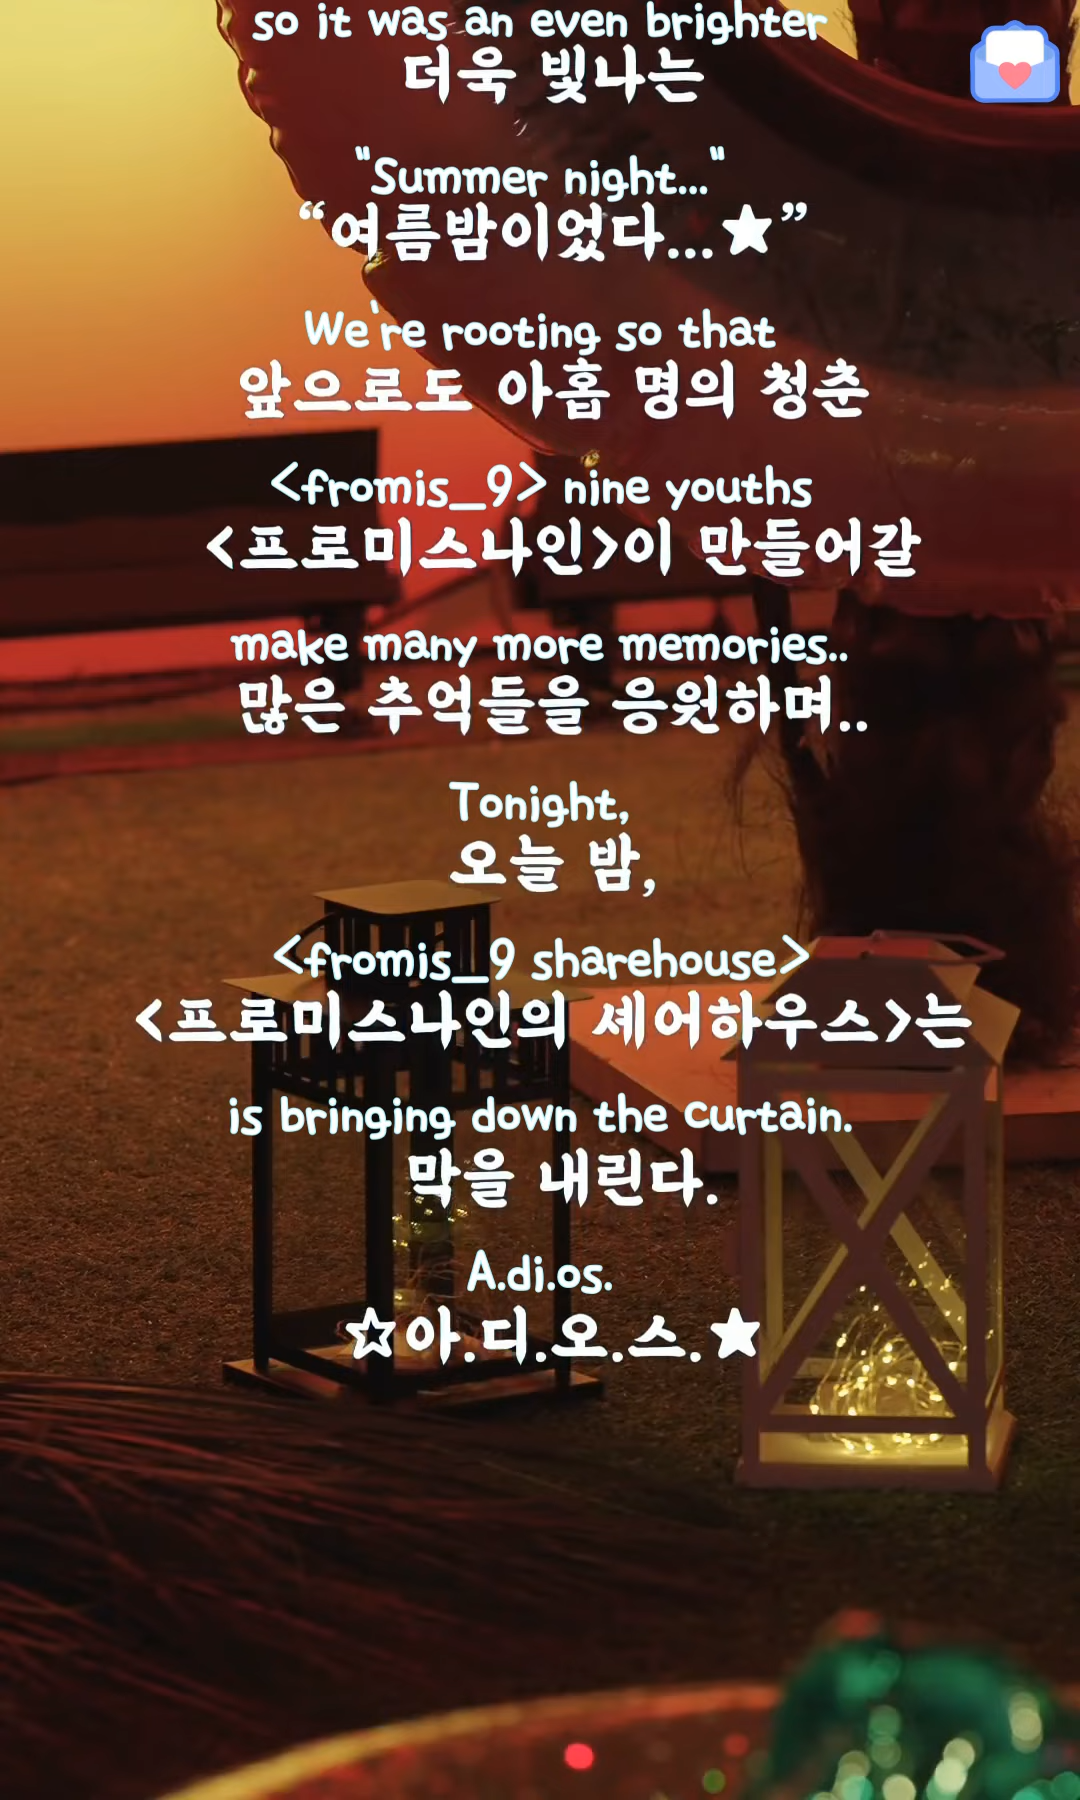 so it was an even brighter
더욱 빛나는
"Summer night..."
“여름밤이었다...★”
We're rooting so that
앞으로도 아홉 명의 청춘
<fromis_9> nine youths
<프로미스나인>이 만들어갈
make many more memories..
많은 추억들을 응원하며..
Tonight,
오늘 밤,
<fromis_9 sharehouse>
<프로미스나인의 셰어하우스>는
is bringing down the curtain.
막을 내린다.
A.di.os.
☆아.디.오.스.★